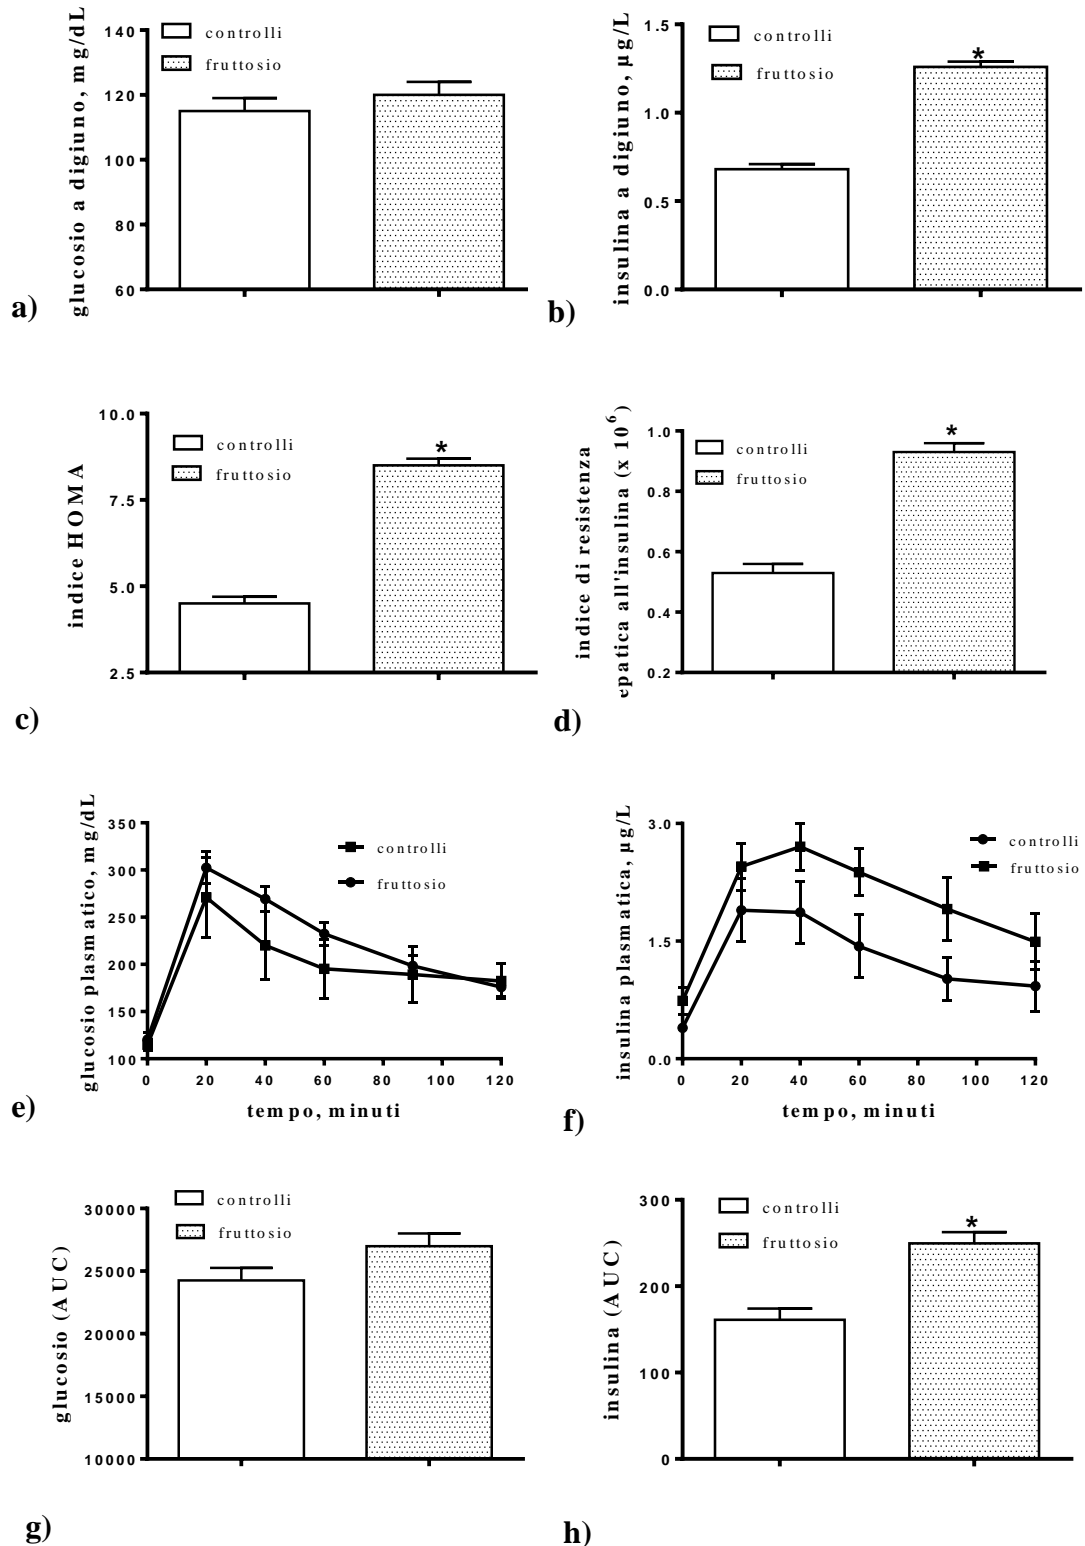 glucosio a digiuno, mg/dL
140
120
100
80
60
controlli
fruttosio
a)
insulina a digiuno, µg/L
1.5
1.0
0.5
0.0
controlli
fruttosio
*
b)
indice HOMA
10.0
7.5
5.0
2.5
controlli
fruttosio
*
c)
indice di resistenza
epatica all'insulina (x 10⁶)
1.0
0.8
0.6
0.4
0.2
controlli
fruttosio
*
d)
glucosio plasmatico, mg/dL
350
300
250
200
150
100
controlli
fruttosio
0 20 40 60 80 100 120
tempo, minuti
e)
insulina plasmatica, µg/L
3.0
1.5
0.0
controlli
fruttosio
0 20 40 60 80 100 120
tempo, minuti
f)
glucosio (AUC)
30000
25000
20000
15000
10000
controlli
fruttosio
g)
insulina (AUC)
300
200
100
0
controlli
fruttosio
*
h)